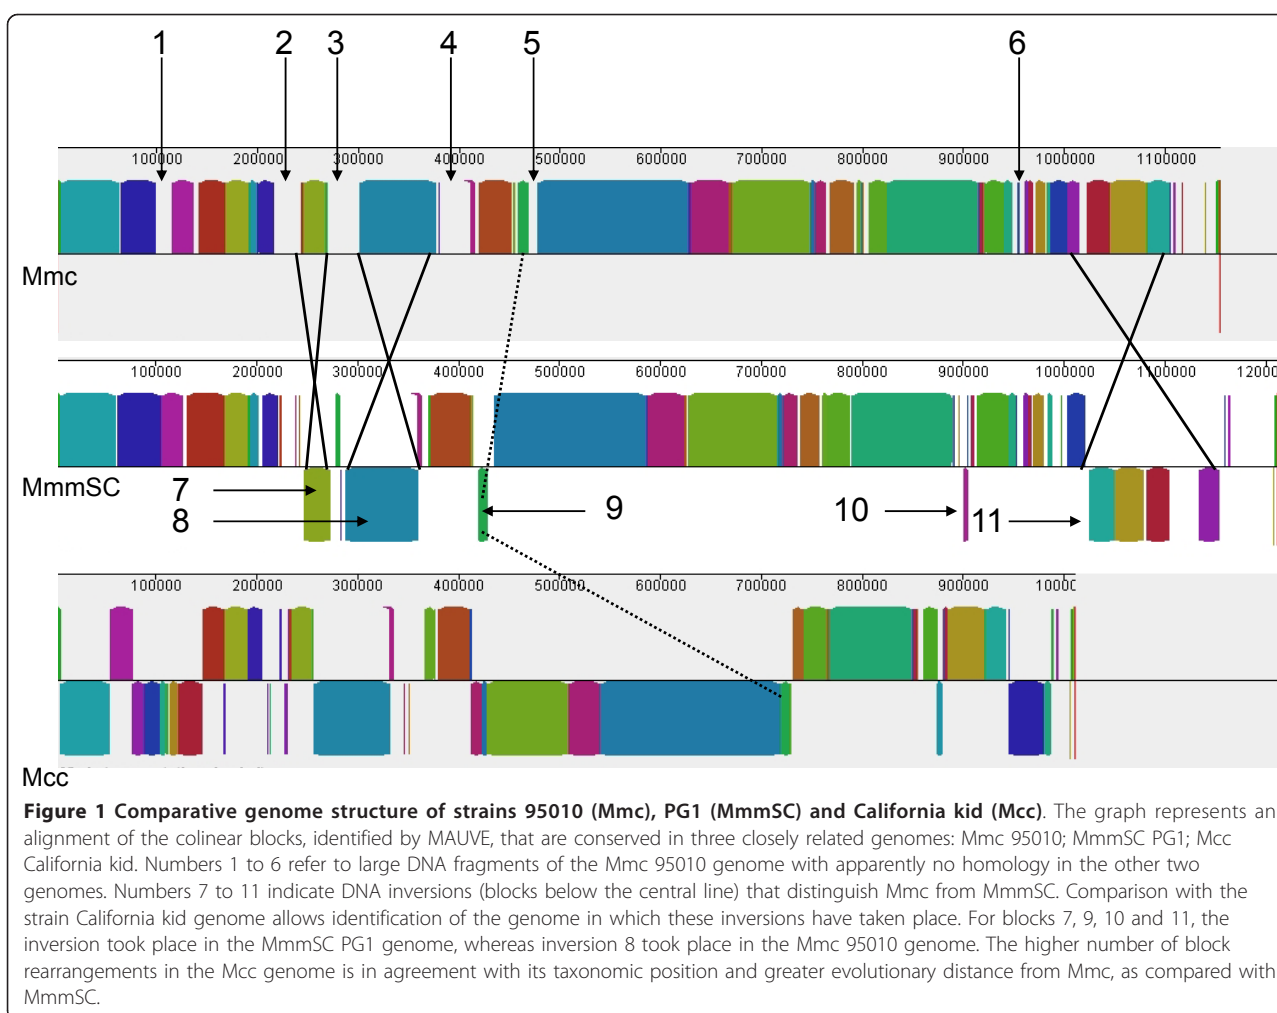 1 2 3 4 5 6
100000 200000 300000 400000 500000 600000 700000 800000 900000 1000000 1100000
Mmc
100000 200000 300000 400000 500000 600000 700000 800000 900000 1000000 1100000 12000
MmmSC
7 8 9 10 11
100000 200000 300000 400000 500000 600000 700000 800000 900000 1000
Mcc
Figure 1 Comparative genome structure of strains 95010 (Mmc), PG1 (MmmSC) and California kid (Mcc). The graph represents an
alignment of the colinear blocks, identified by MAUVE, that are conserved in three closely related genomes: Mmc 95010; MmmSC PG1; Mcc
California kid. Numbers 1 to 6 refer to large DNA fragments of the Mmc 95010 genome with apparently no homology in the other two
genomes. Numbers 7 to 11 indicate DNA inversions (blocks below the central line) that distinguish Mmc from MmmSC. Comparison with the
strain California kid genome allows identification of the genome in which these inversions have taken place. For blocks 7, 9, 10 and 11, the
inversion took place in the MmmSC PG1 genome, whereas inversion 8 took place in the Mmc 95010 genome. The higher number of block
rearrangements in the Mcc genome is in agreement with its taxonomic position and greater evolutionary distance from Mmc, as compared with
MmmSC.